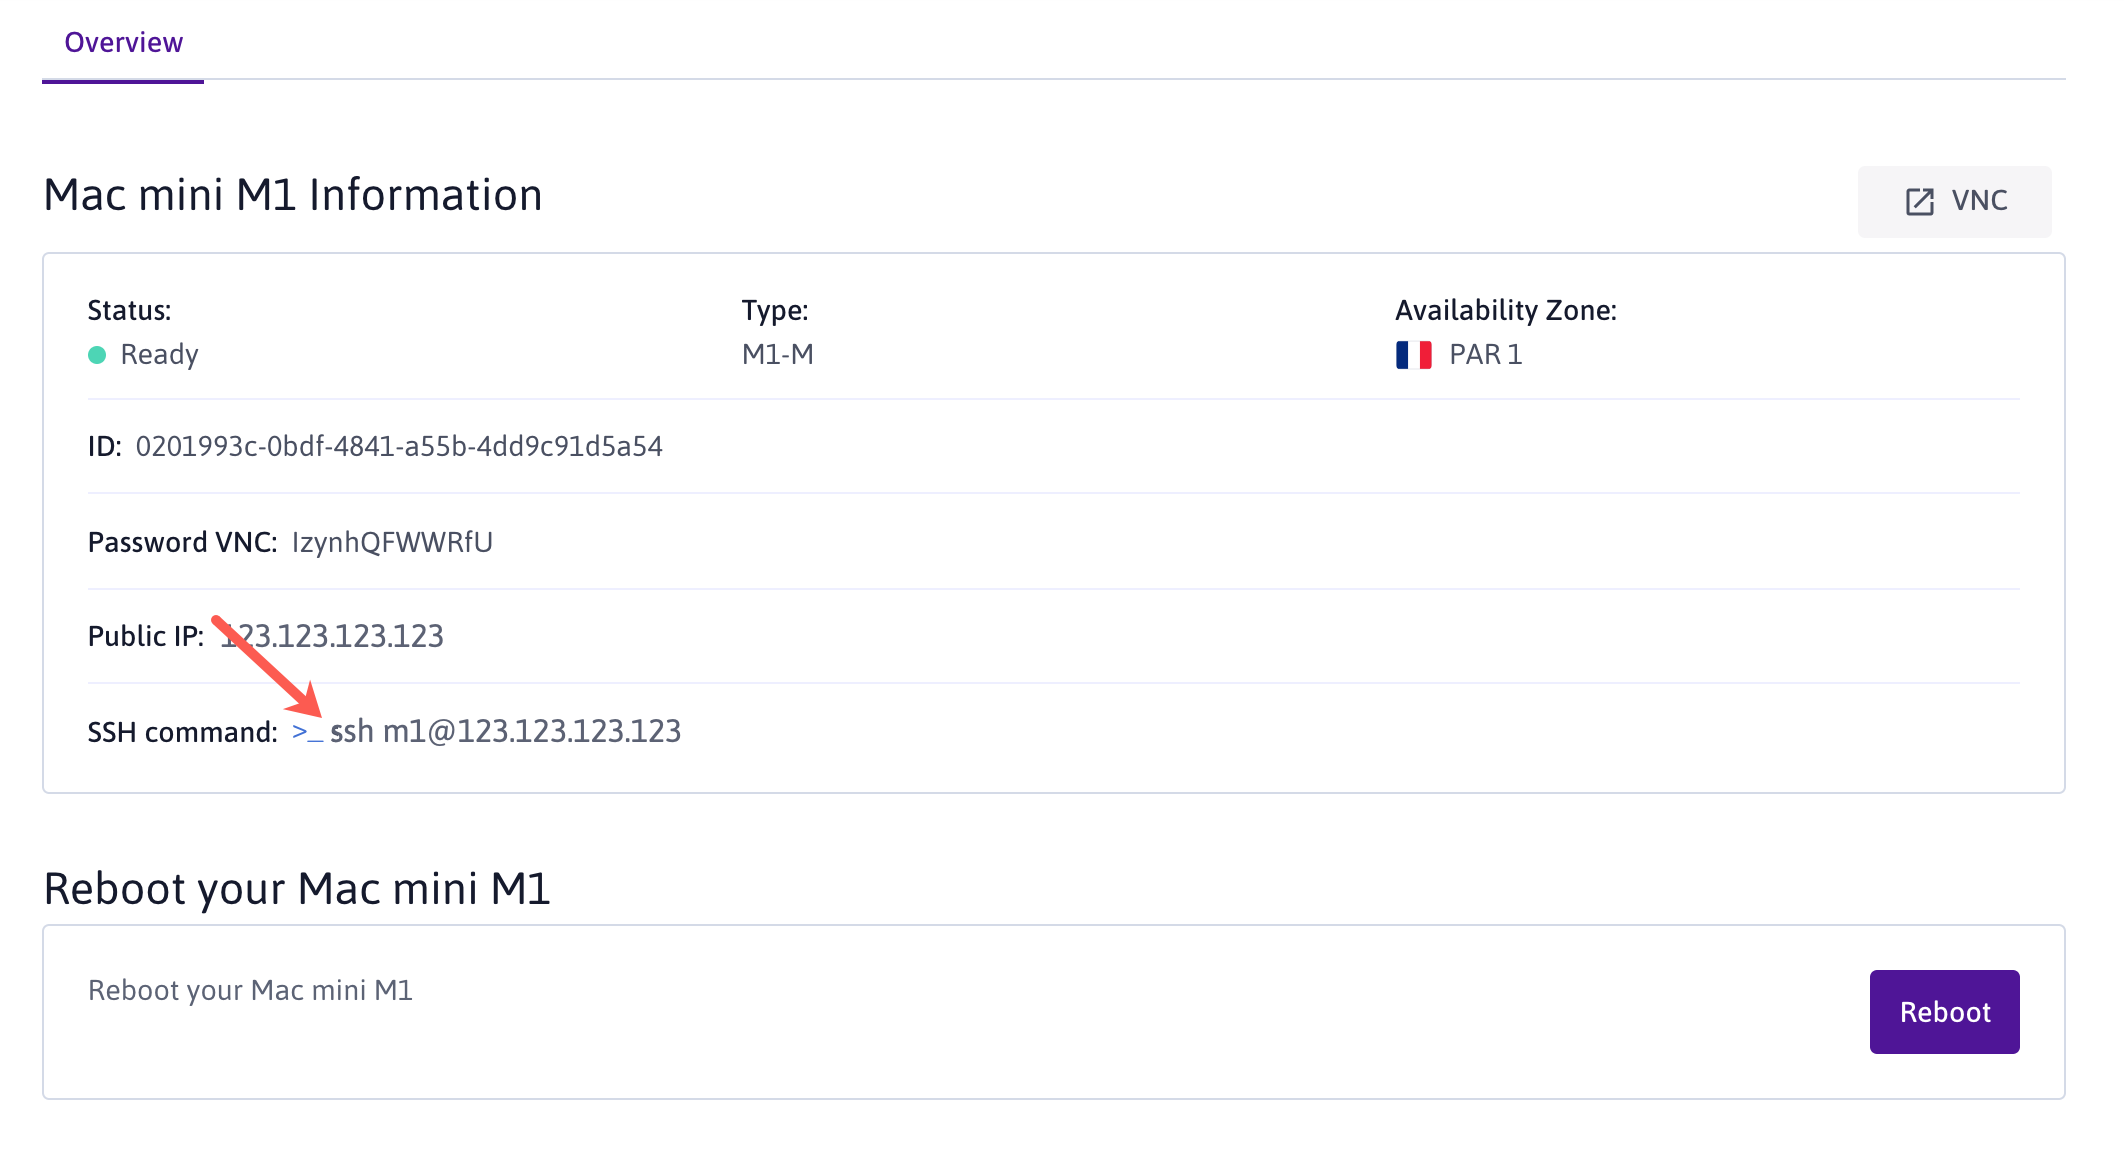 Overview
Mac mini M1 Information
VNC
Status:
Ready
Type:
M1-M
Availability Zone:
PAR 1
ID: 0201993c-0bdf-4841-a55b-4dd9c91d5a54
Password VNC: IzynhQFWWRfU
Public IP: 123.123.123.123
SSH command: >_ ssh m1@123.123.123.123
Reboot your Mac mini M1
Reboot your Mac mini M1
Reboot